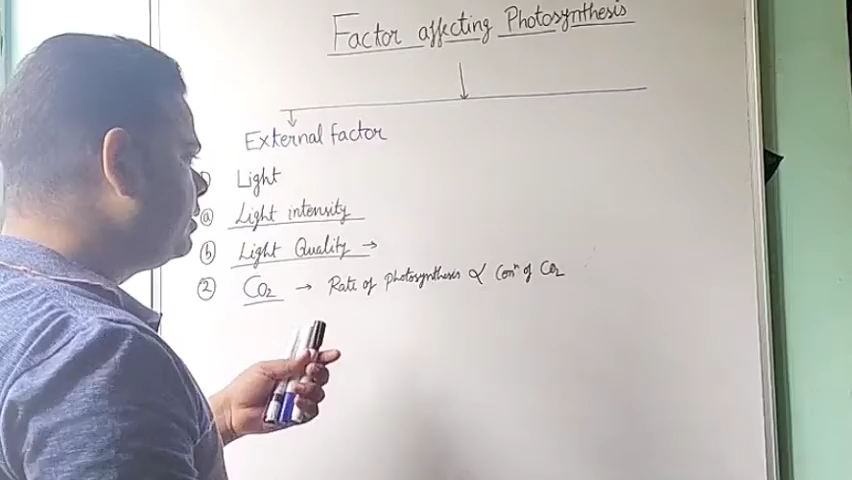 Factor affecting Photosynthesis
External factor
Light
ⓐ Light intensity
ⓑ Light Quality →
② CO₂ → Rate of photosynthesis ∝ Conⁿ of CO₂